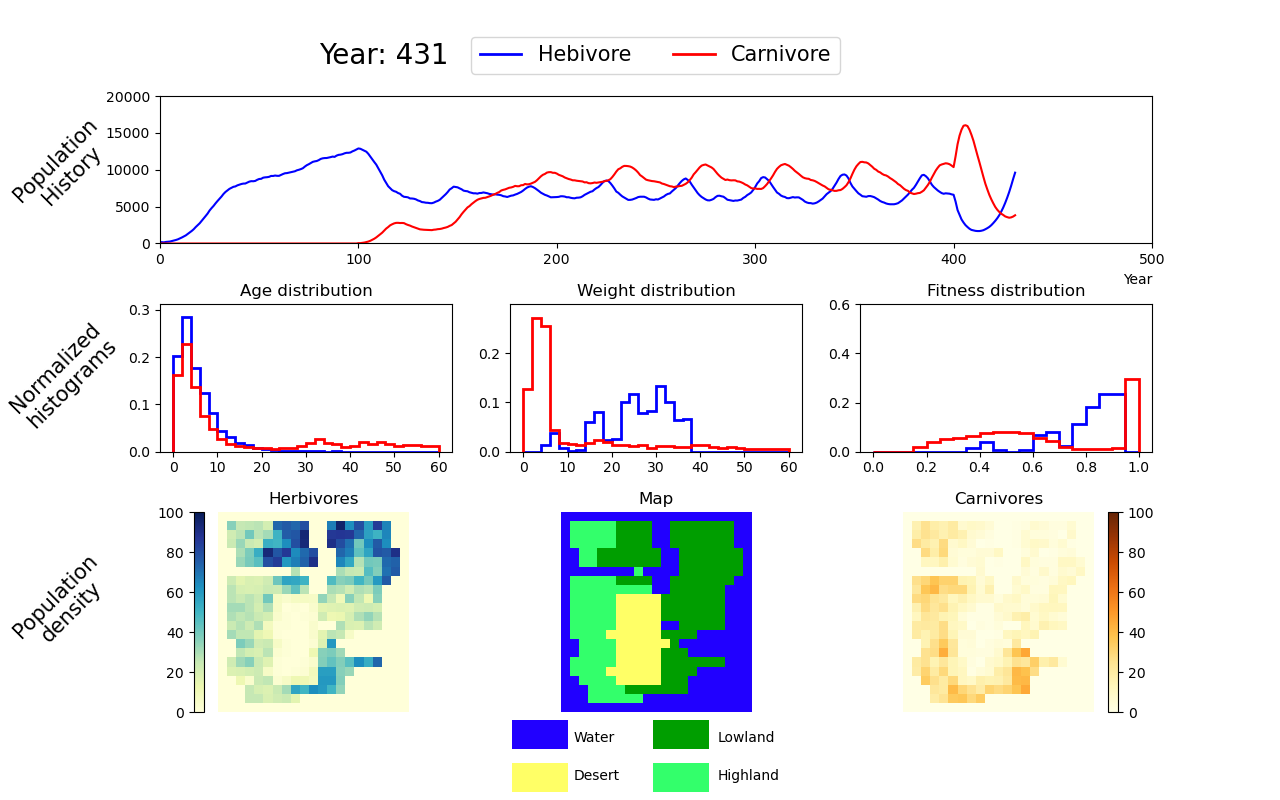 Year: 431
Hebivore
Carnivore
Population
History
20000
15000
10000
5000
0
0 100 200 300 400 500
Year
Normalized
histograms
Age distribution
0.3
0.2
0.1
0.0
0 10 20 30 40 50 60
Weight distribution
0.2
0.1
0.0
0 10 20 30 40 50 60
Fitness distribution
0.6
0.4
0.2
0.0
0.0 0.2 0.4 0.6 0.8 1.0
Population
density
Herbivores
100
80
60
40
20
0
Map
Carnivores
100
80
60
40
20
0
Water
Lowland
Desert
Highland